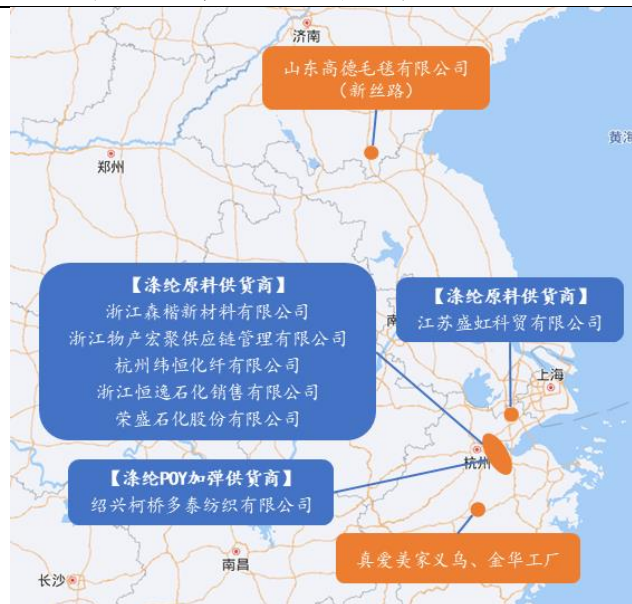 济南
山东高德毛毯有限公司
（新丝路）
黄海
郑州
【涤纶原料供货商】
浙江森楷新材料有限公司
浙江物产宏聚供应链管理有限公司
杭州纬恒化纤有限公司
浙江恒逸石化销售有限公司
荣盛石化股份有限公司
【涤纶原料供货商】
江苏盛虹科贸有限公司
上海
杭州
【涤纶POY加弹供货商】
绍兴柯桥多泰纺织有限公司
南昌
真爱美家义乌、金华工厂
长沙